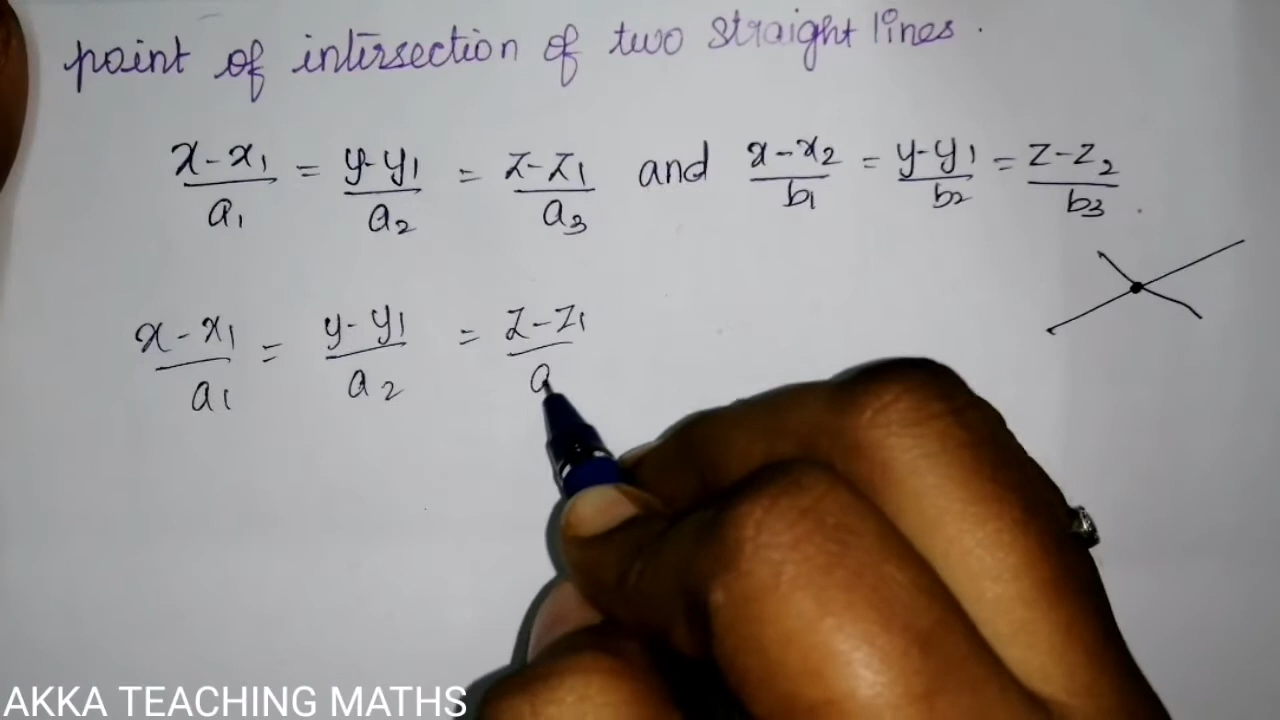 point of intersection of two straight lines.
x-x₁/a₁ = y-y₁/a₂ = z-z₁/a₃ and x-x₂/b₁ = y-y₁/b₂ = z-z₂/b₃.
x-x₁/a₁ = y-y₁/a₂ = z-z₁/a
AKKA TEACHING MATHS